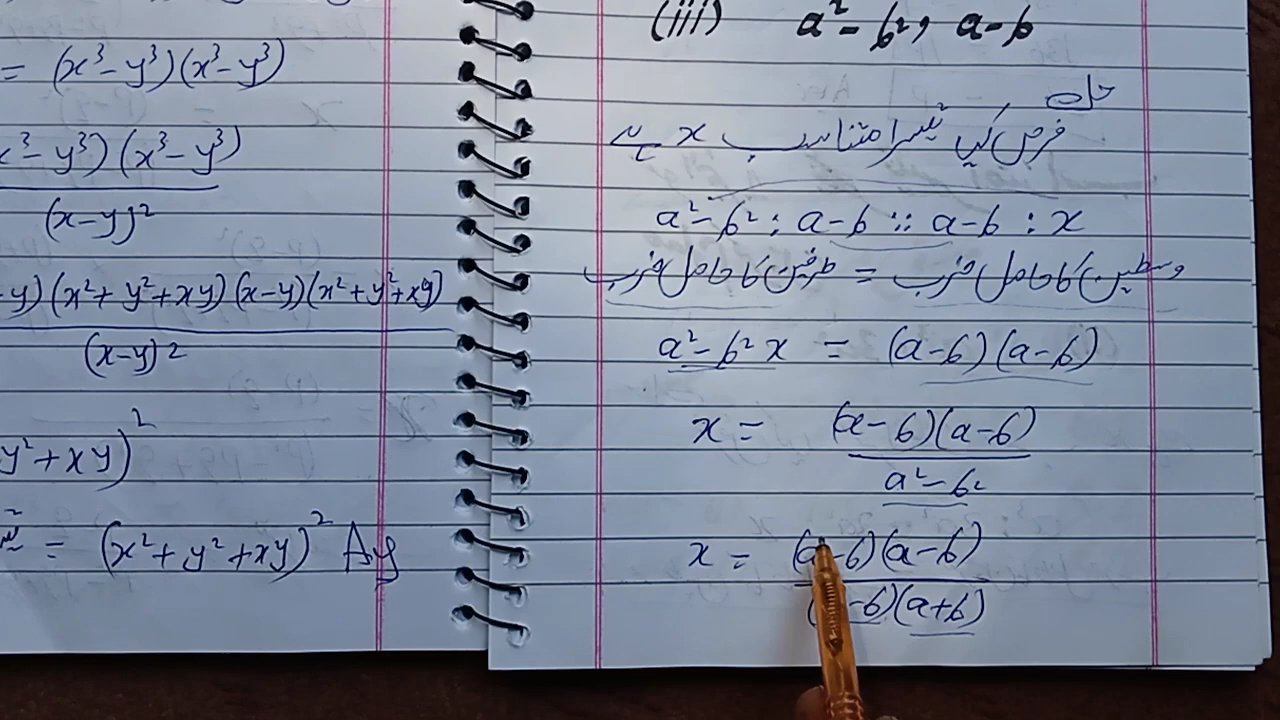 = (x³-y³)(x³-y³)
x³-y³)(x³-y³)
(x-y)²
-y)(x²+y²+xy)(x-y)(x²+y²+xy)
(x-y)²
y²+xy)²
= (x²+y²+xy)² Ay
(iii) a²-b², a-b
حل
فرض کیا تیسرا متناسب x ہے
a²-b² : a-b :: a-b : x
وسطین کا حاصل ضرب = طرفین کا حاصل ضرب
a²-b² x = (a-b)(a-b)
x = (a-b)(a-b)
a²-b²
x = (a-b)(a-b)
-b)(a+b)